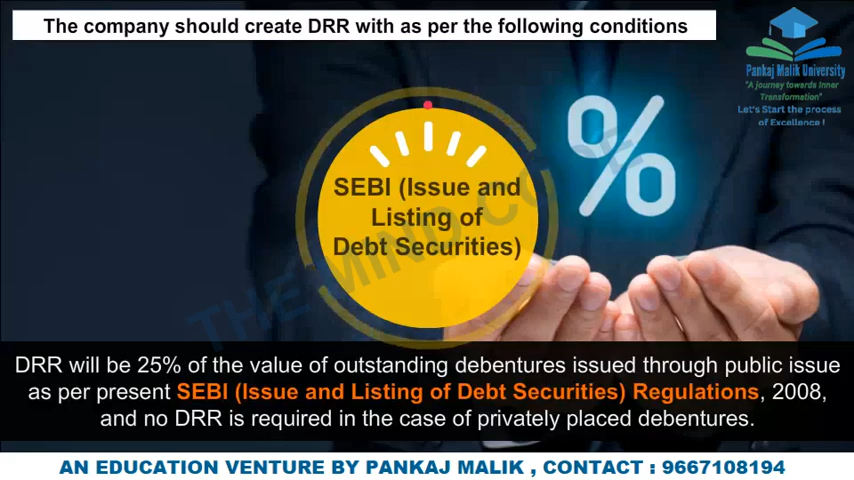 The company should create DRR with as per the following conditions
Pankaj Malik University
"A journey towards Inner
Transformation"
Let's Start the process
of Excellence !
SEBI (Issue and
Listing of
Debt Securities)
THE MIND CODE
DRR will be 25% of the value of outstanding debentures issued through public issue
as per present SEBI (Issue and Listing of Debt Securities) Regulations, 2008,
and no DRR is required in the case of privately placed debentures.
AN EDUCATION VENTURE BY PANKAJ MALIK , CONTACT : 9667108194